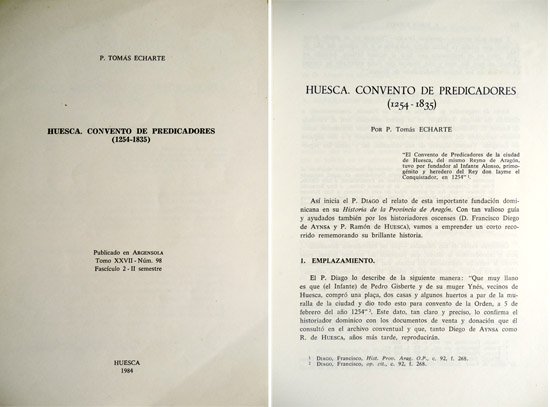 P. TOMAS ECHARTE
HUESCA. CONVENTO DE PREDICADORES
(1254-1835)
Publicado en ARGENSOLA
Tomo XXVII - Núm. 98
Fascículo 2 - II semestre
HUESCA
1984
HUESCA. CONVENTO DE PREDICADORES
(1254-1835)
POR P. Tomás ECHARTE
"El Convento de Predicadores de la ciudad
de Huesca, del mismo Reyno de Aragón,
tuvo por fundador al Infante Alonso, primo-
génito y heredero del Rey don Iayme el
Conquistador, en 1254" 1.
Así inicia el P. DIAGO el relato de esta importante fundación domi-
nicana en su Historia de la Provincia de Aragón. Con tan valioso guía
y ayudados también por los historiadores oscenses (D. Francisco Diego
de AYNSA y P. Ramón de HUESCA), vamos a emprender un corto reco-
rrido rememorando su brillante historia.
1. EMPLAZAMIENTO.
El P. Diago lo describe de la siguiente manera: "Que muy llano
es que (el Infante) de Pedro Gisberte y de su muger Ynés, vecinos de
Huesca, compró una plaça, dos casas y algunos huertos a par de la mu-
ralla de la ciudad y dio todo esto para convento de la Orden, a 5 de
febrero del año 1254" 2. Este dato, tan claro y preciso, lo confirma el
historiador dominico con los documentos de venta y donación que él
consultó en el archivo conventual y que, tanto Diego de AYNSA como
R. de HUESCA, años más tarde, reproducirán.
1 DIAGO, Francisco, Hist. Prov. Arag. O.P., c. 92, f. 268.
2 DIAGO, Francisco, op. cit., c. 92, f. 268.